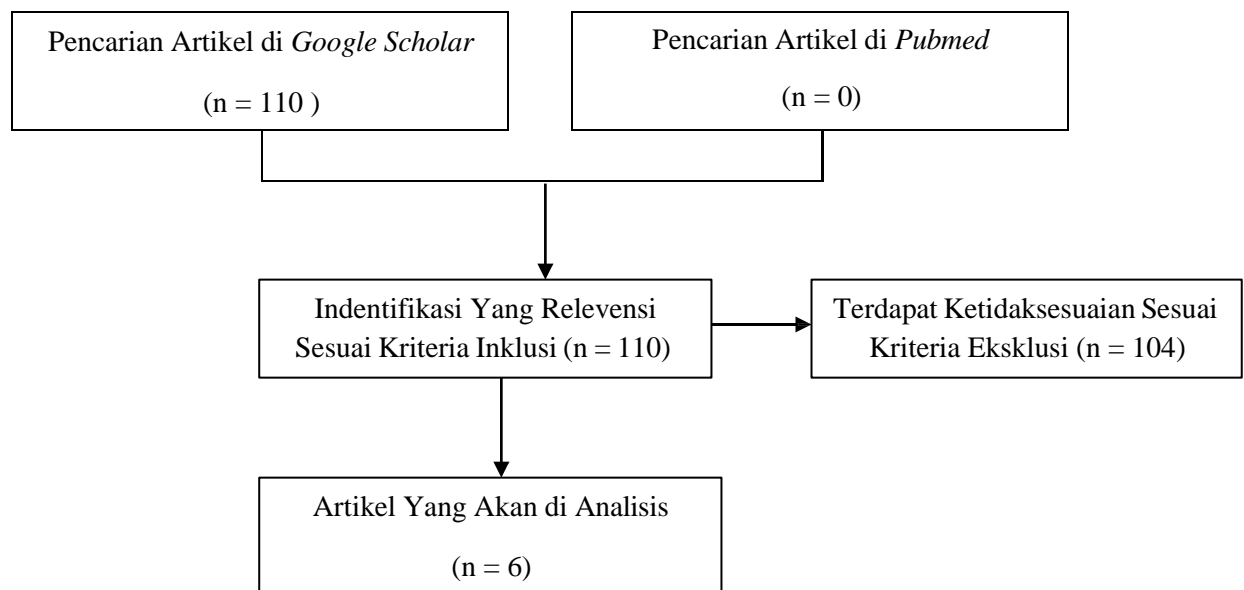 Pencarian Artikel di Google Scholar
(n = 110 )
Pencarian Artikel di Pubmed
(n = 0)
Indentifikasi Yang Relevensi
Sesuai Kriteria Inklusi (n = 110)
Terdapat Ketidaksesuaian Sesuai
Kriteria Eksklusi (n = 104)
Artikel Yang Akan di Analisis
(n = 6)